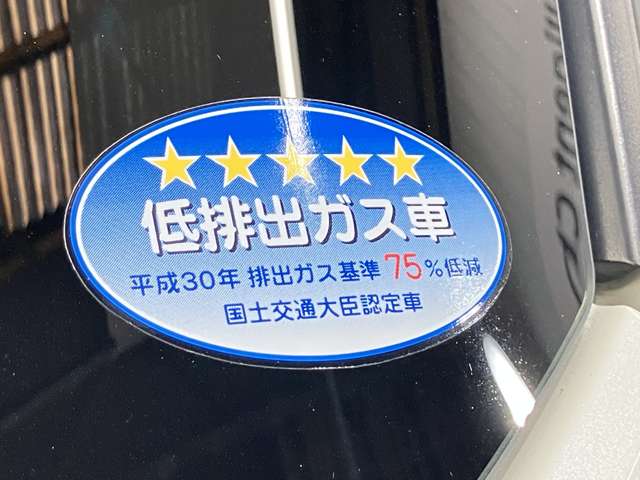 低排出ガス車
平成30年 排出ガス基準 75%低減
国土交通大臣認定車